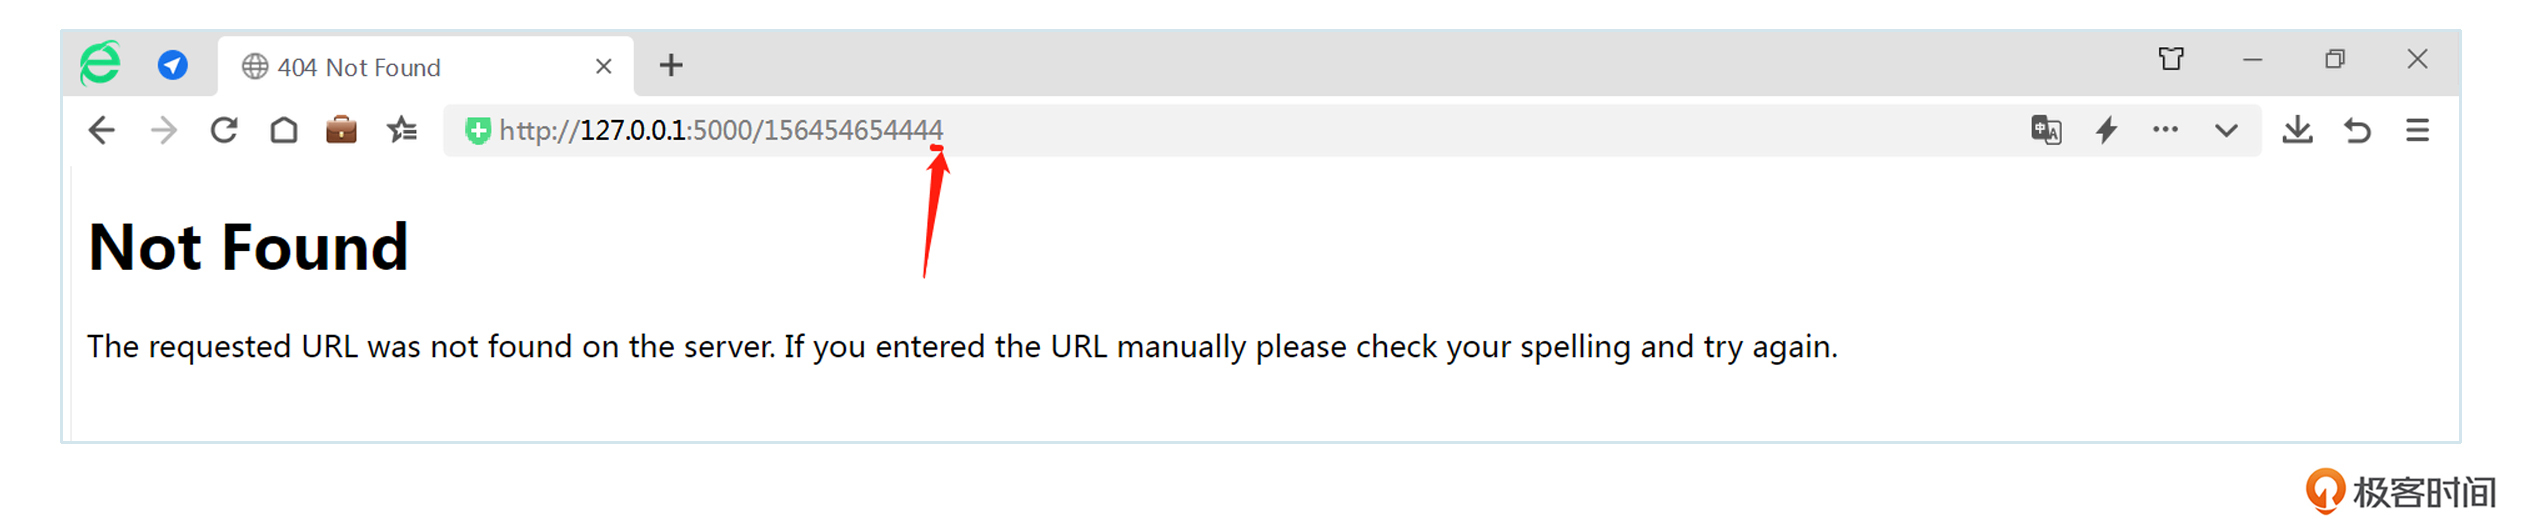 404 Not Found
http://127.0.0.1:5000/156454654444
Not Found
The requested URL was not found on the server. If you entered the URL manually please check your spelling and try again.
极客时间